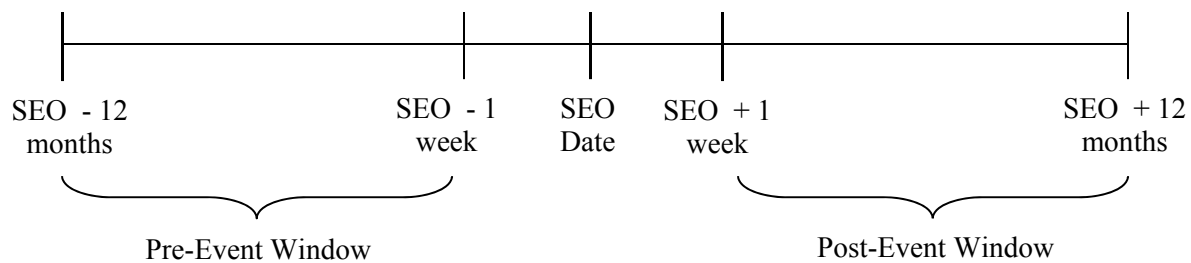 SEO - 12 months
SEO - 1 week
SEO Date
SEO + 1 week
SEO + 12 months
Pre-Event Window
Post-Event Window